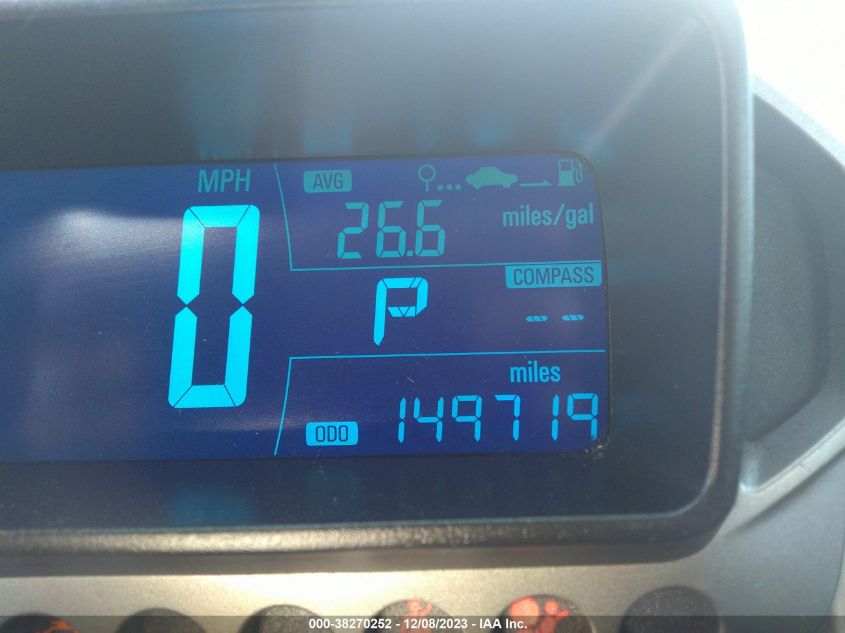 MPH
0
AVG
26.6 miles/gal
P
COMPASS
--
miles
ODO 149719
000-38270252 - 12/08/2023 - IAA Inc.